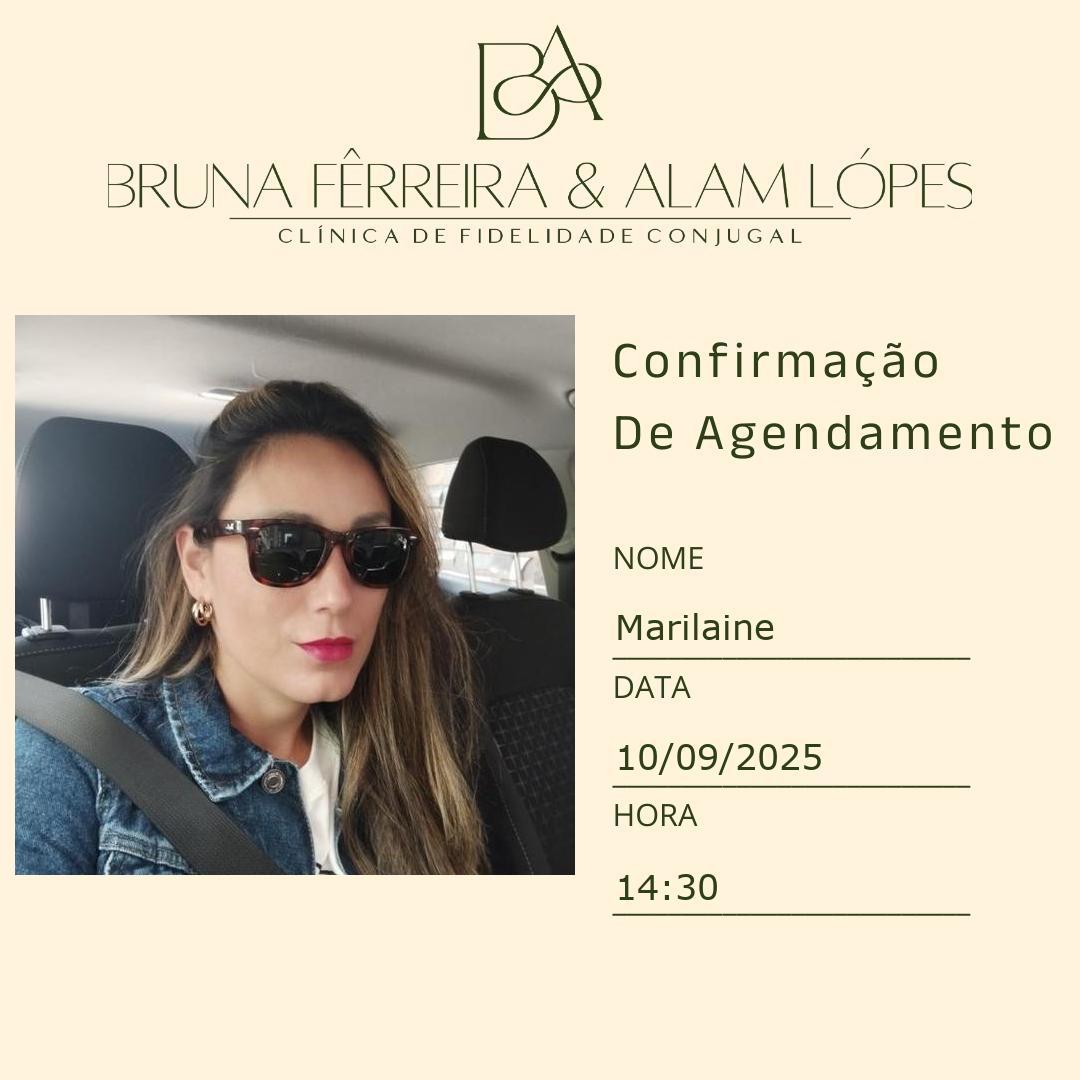 BA
BRUNA FÊRREIRA & ALAM LÓPES
CLÍNICA DE FIDELIDADE CONJUGAL
Confirmação
De Agendamento
NOME
Marilaine
DATA
10/09/2025
HORA
14:30